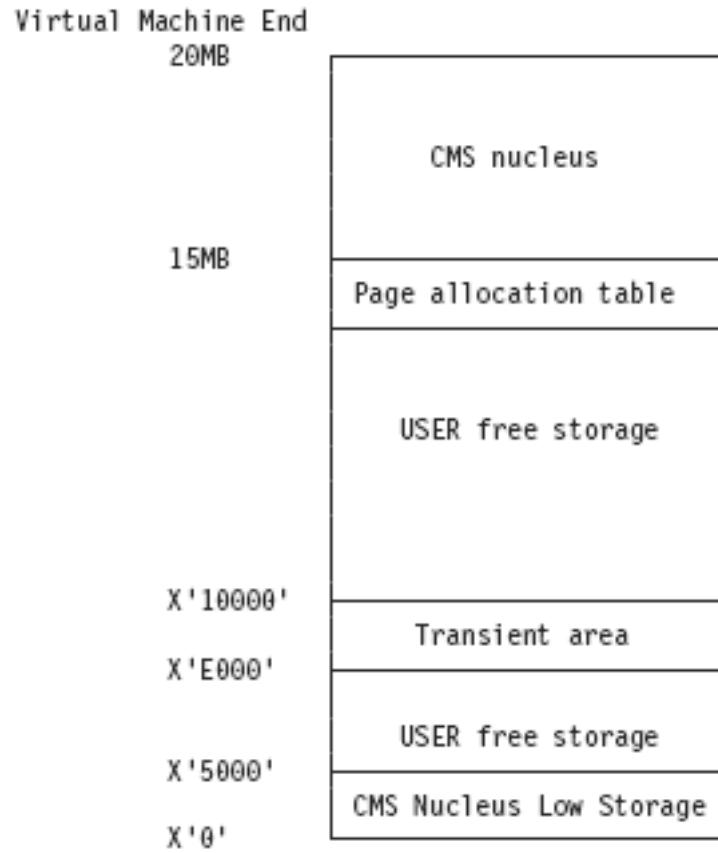 Virtual Machine End
20MB
CMS nucleus
15MB
Page allocation table
USER free storage
X'10000'
Transient area
X'E000'
USER free storage
X'5000'
CMS Nucleus Low Storage
X'0'